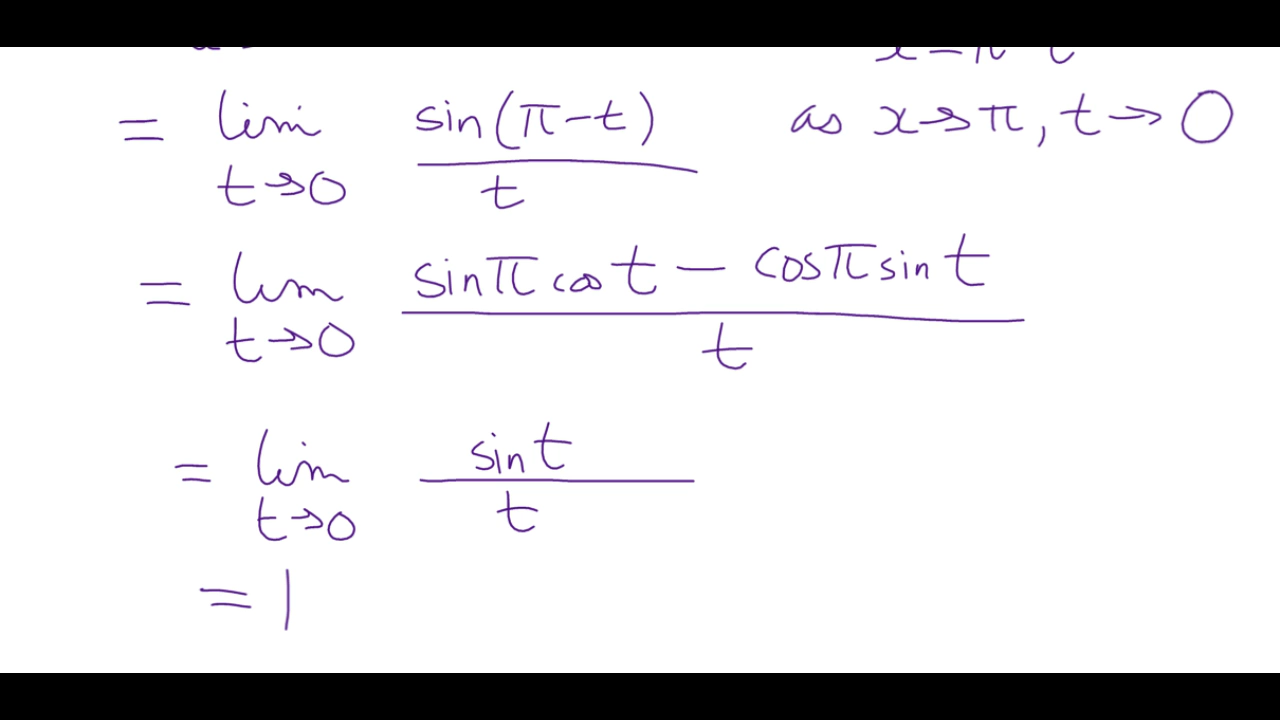 x = π - t
= lim sin(π-t) as x→π, t→0
t→0 t
= lim sinπ cos t - cosπ sin t
t→0 t
= lim sin t
t→0 t
= 1